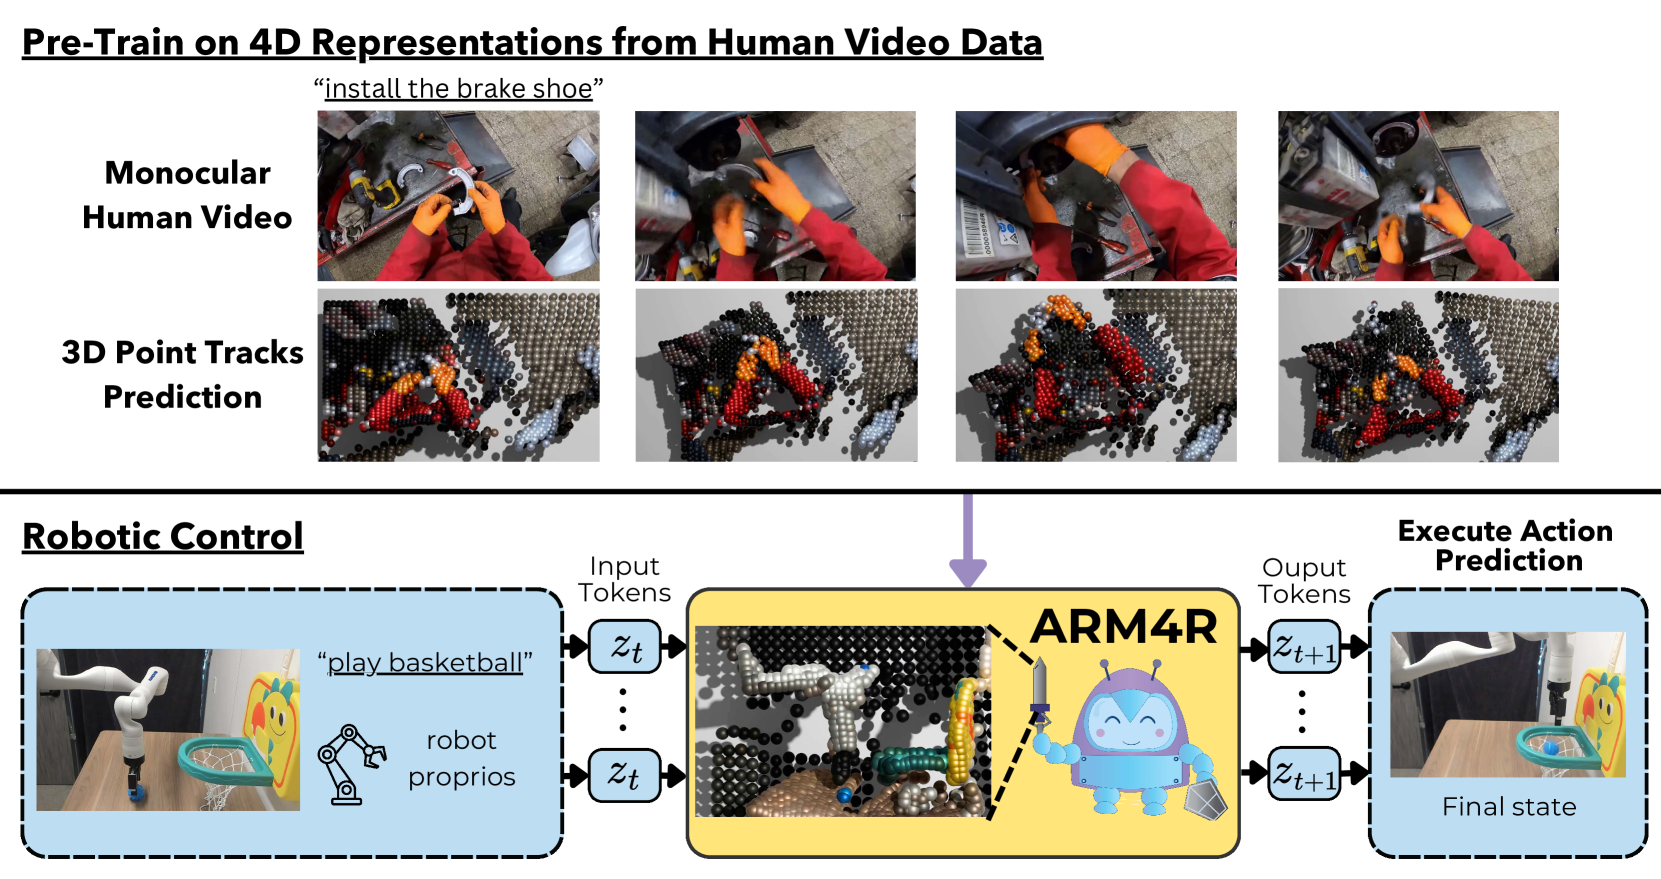 Pre-Train on 4D Representations from Human Video Data
“install the brake shoe”
Monocular
Human Video
3D Point Tracks
Prediction
Robotic Control
“play basketball”
robot
proprios
Input
Tokens
z_t
z_t
ARM4R
Ouput
Tokens
z_{t+1}
z_{t+1}
Execute Action
Prediction
Final state